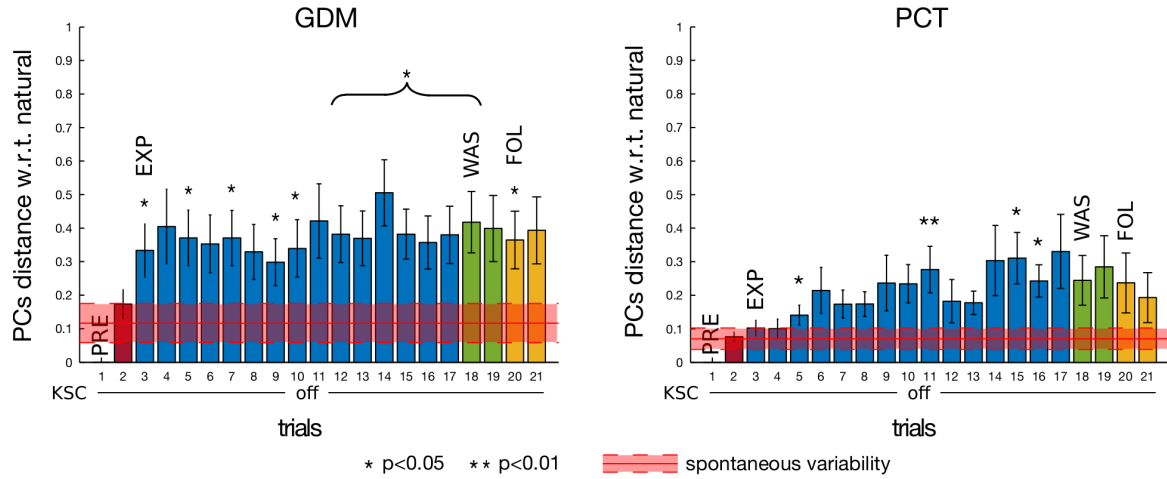 GDM
PCs distance w.r.t. natural
1
0.9
0.8
0.7
0.6
0.5
0.4
0.3
0.2
0.1
0
PRE
EXP
WAS
FOL
* * * * * * *
1 2 3 4 5 6 7 8 9 10 11 12 13 14 15 16 17 18 19 20 21
KSC off
trials
PCT
PCs distance w.r.t. natural
1
0.9
0.8
0.7
0.6
0.5
0.4
0.3
0.2
0.1
0
PRE
EXP
WAS
FOL
* ** * *
1 2 3 4 5 6 7 8 9 10 11 12 13 14 15 16 17 18 19 20 21
KSC off
trials
* p<0.05 ** p<0.01 spontaneous variability